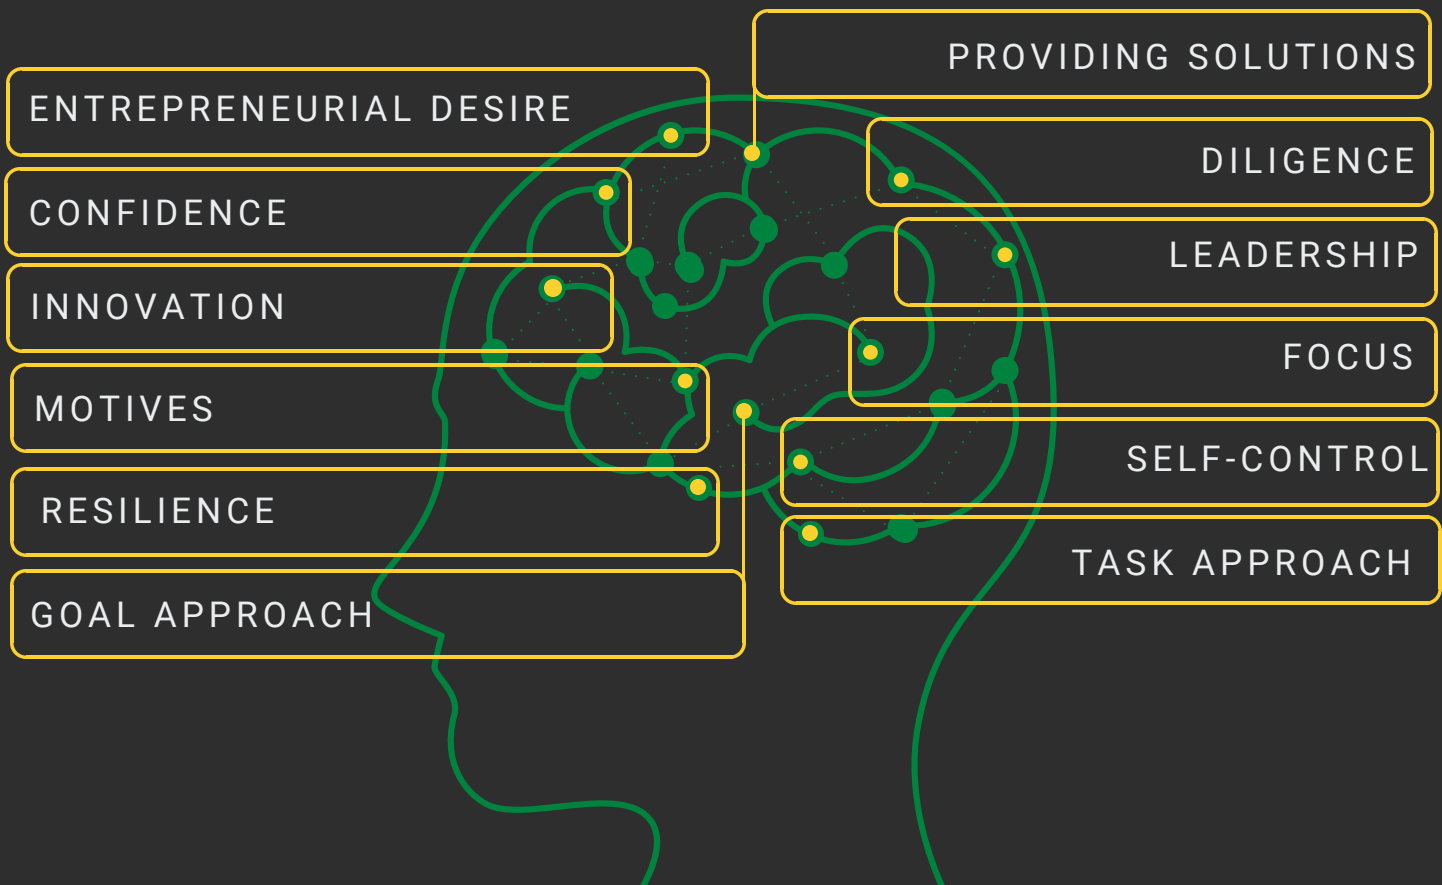 ENTREPRENEURIAL DESIRE
CONFIDENCE
INNOVATION
MOTIVES
RESILIENCE
GOAL APPROACH
PROVIDING SOLUTIONS
DILIGENCE
LEADERSHIP
FOCUS
SELF-CONTROL
TASK APPROACH